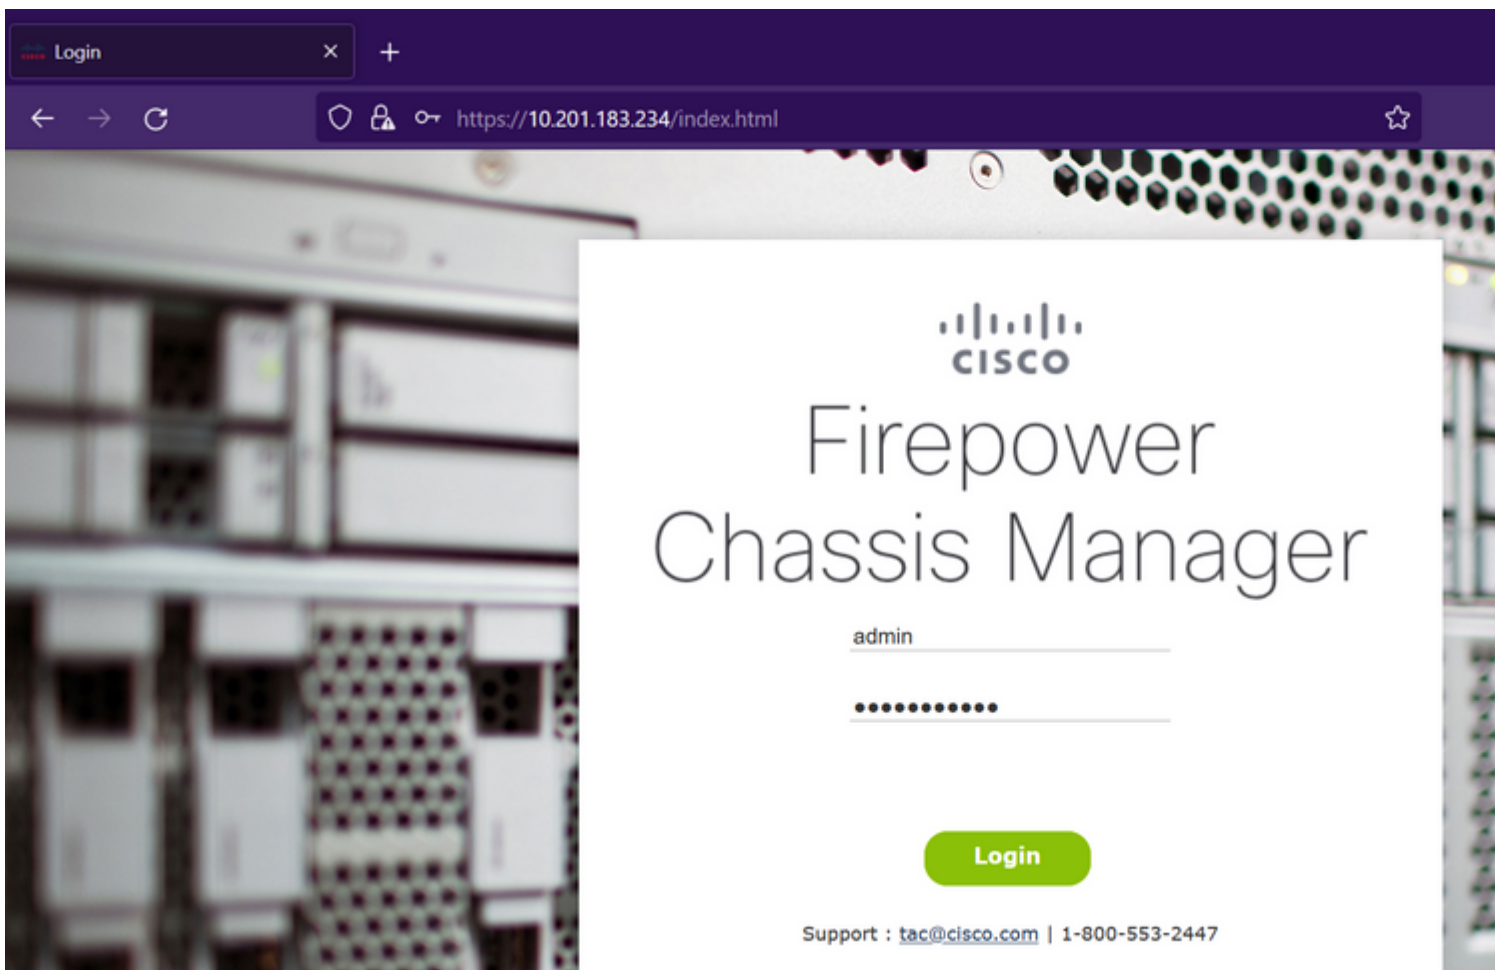 Login
https://10.201.183.234/index.html
CISCO
Firepower
Chassis Manager
admin
•••••••••••
Login
Support : tac@cisco.com | 1-800-553-2447